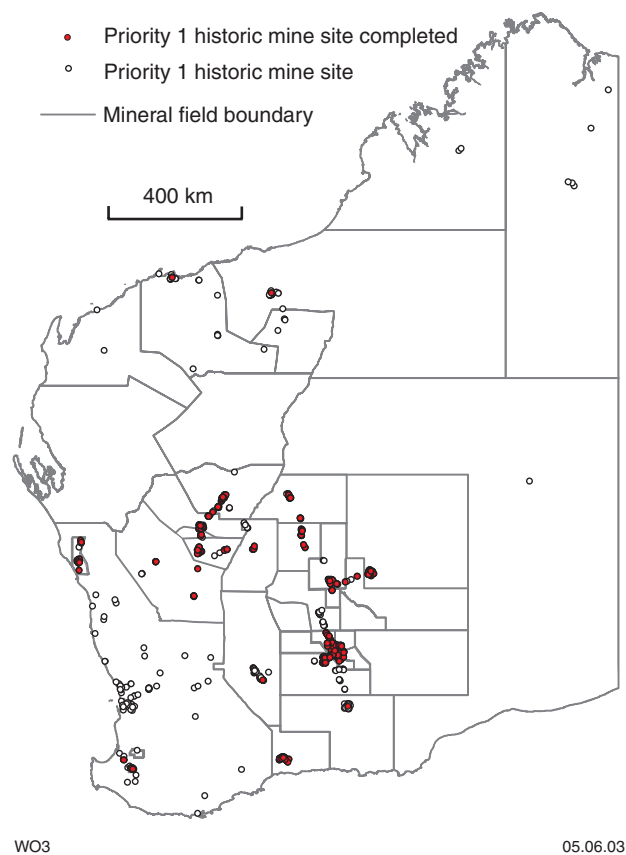 Priority 1 historic mine site completed
Priority 1 historic mine site
Mineral field boundary
400 km
WO3
05.06.03